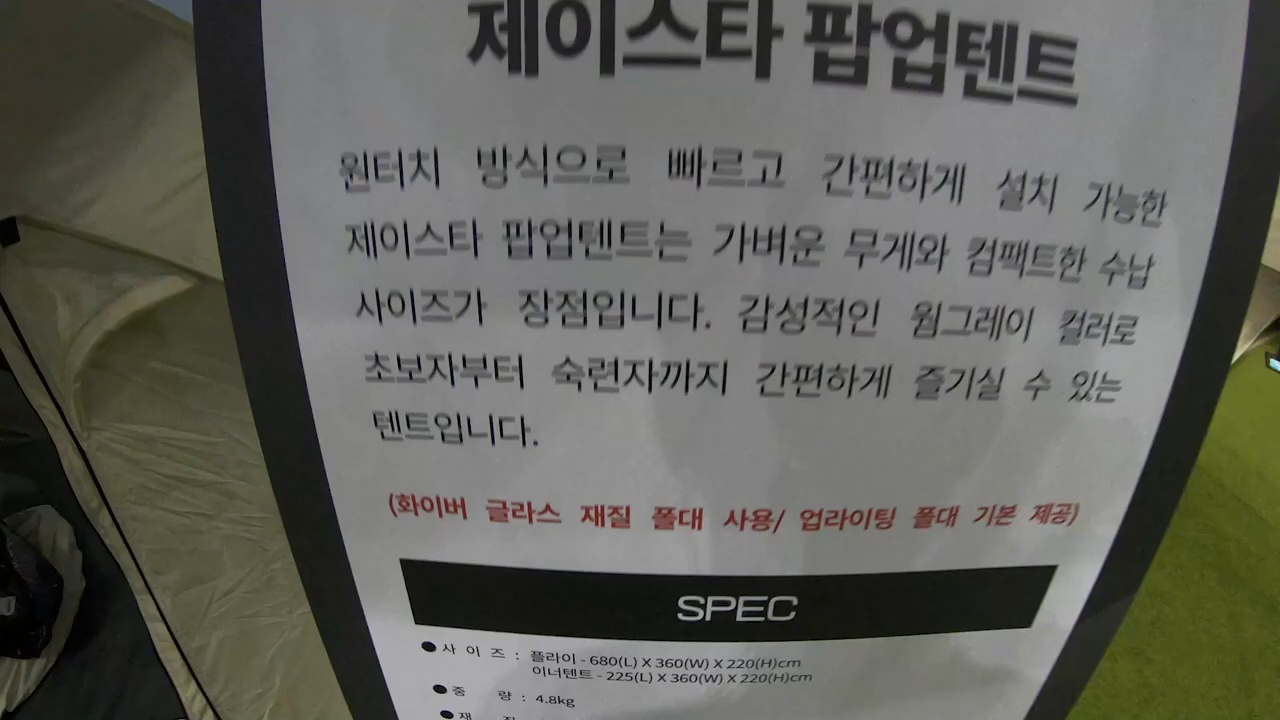 제이스타 팝업텐트
원터치 방식으로 빠르고 간편하게 설치 가능한
제이스타 팝업텐트는 가벼운 무게와 컴팩트한 수납
사이즈가 장점입니다. 감성적인 웜그레이 컬러로
초보자부터 숙련자까지 간편하게 즐기실 수 있는
텐트입니다.
(화이버 글라스 재질 폴대 사용/ 업라이팅 폴대 기본 제공)
SPEC
●사 이 즈 : 플라이 - 680(L) X 360(W) X 220(H)cm
이너텐트 - 225(L) X 360(W) X 220(H)cm
●중 량 : 4.8kg